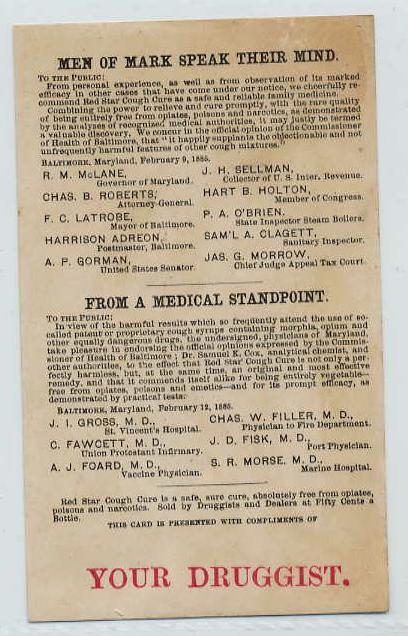 MEN OF MARK SPEAK THEIR MIND.
TO THE PUBLIC:
From personal experience, as well as from observation of its marked
efficacy in other cases that have come under our notice, we cheerfully re-
commend Red Star Cough Cure as a safe and reliable family medicine.
Combining the power to relieve and cure promptly, with the rare quality
of being entirely free from opiates, poisons and narcotics, as demonstrated
by the analyses of recognised medical authorities, it may justly be termed
a valuable discovery. We concur in the official opinion of the Commissioner
of Health of Baltimore, that "it happily supplants the objectionable and not
unfrequently harmful features of other cough mixtures."
BALTIMORE, Maryland, February 9, 1885.
R. M. McLANE,
Governor of Maryland.
CHAS. B. ROBERTS,
Attorney-General.
F. C. LATROBE,
Mayor of Baltimore.
HARRISON ADREON,
Postmaster, Baltimore.
A. P. GORMAN,
United States Senator.
J. H. SELLMAN,
Collector of U. S. Inter. Revenue.
HART B. HOLTON,
Member of Congress.
P. A. O'BRIEN.
State Inspector Steam Boilers.
SAM'L A. CLAGETT,
Sanitary Inspector.
JAS. G. MORROW,
Chief Judge Appeal Tax Court.
FROM A MEDICAL STANDPOINT.
TO THE PUBLIC:
In view of the harmful results which so frequently attend the use of so-
called patent or proprietary cough syrups containing morphia, opium and
other equally dangerous drugs, the undersigned, physicians of Maryland,
take pleasure in endorsing the official opinions expressed by the Commis-
sioner of Health of Baltimore; Dr. Samuel K. Cox, analytical chemist, and
other authorities, to the effect that Red Star Cough Cure is not only a per-
fectly harmless, but, at the same time, an original and most effective
remedy, and that it commends itself alike for being entirely vegetable—
free from opiates, poisons and emetics—and for its prompt efficacy, as
demonstrated by practical tests:
BALTIMORE, Maryland, February 12, 1885.
J. I. GROSS, M. D.,
St. Vincent's Hospital.
C. FAWCETT, M. D.,
Union Protestant Infirmary.
A. J. FOARD, M. D.,
Vaccine Physician.
CHAS. W. FILLER, M. D.,
Physician to Fire Department.
J. D. FISK, M. D.,
Port Physician.
S. R. MORSE, M. D.,
Marine Hospital.
Red Star Cough Cure is a safe, sure cure, absolutely free from opiates,
poisons and narcotics. Sold by Druggists and Dealers at Fifty Cents a
Bottle.
THIS CARD IS PRESENTED WITH COMPLIMENTS OF
YOUR DRUGGIST.